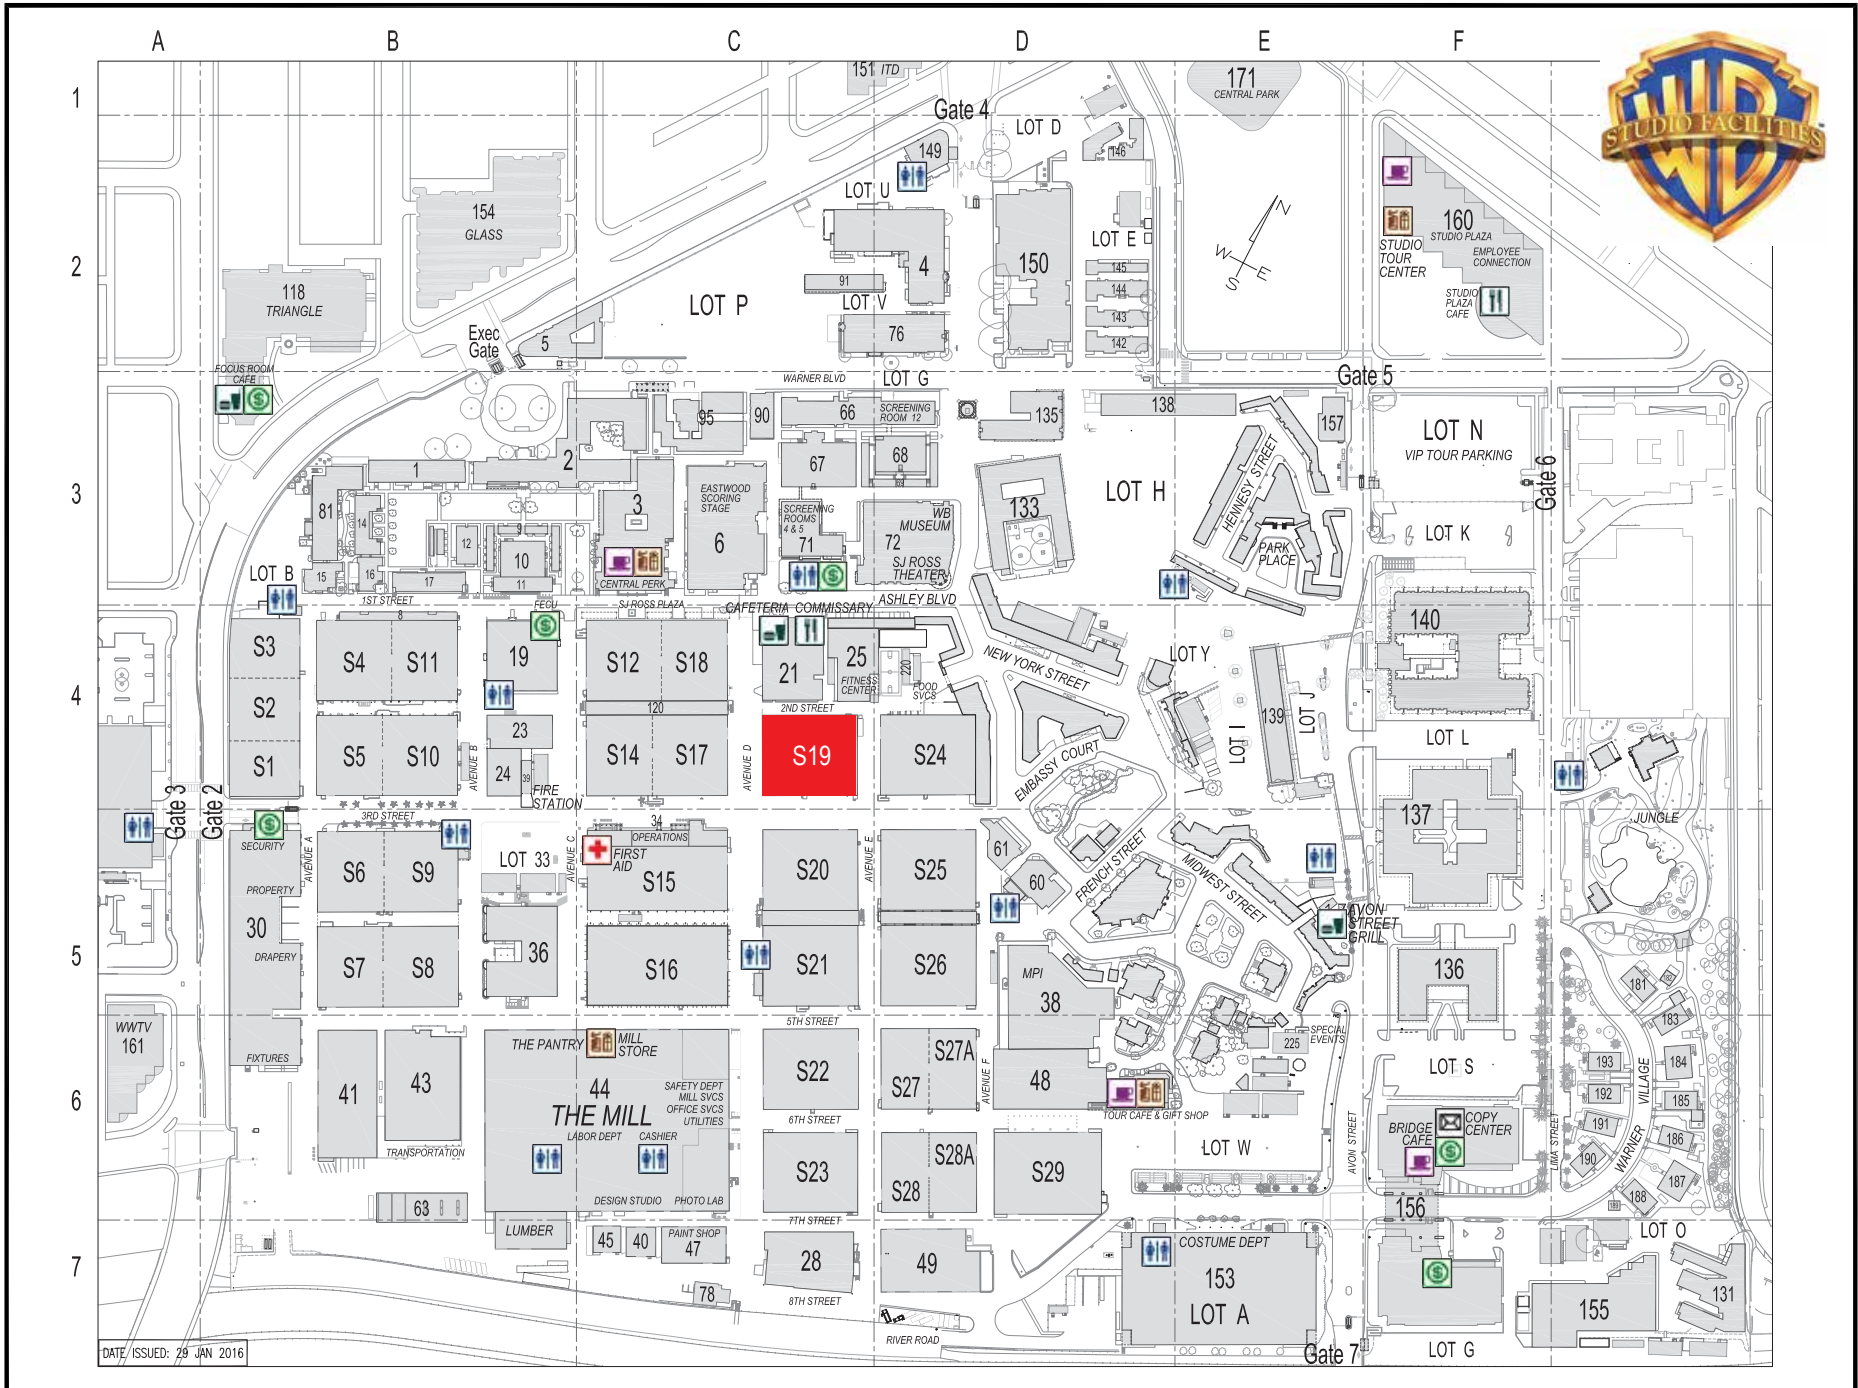 A B C D E F
1
2
3
4
5
6
7
WB
STUDIO FACILITIES
151 ITD
Gate 4
LOT D
171
CENTRAL PARK
149
146
LOT U
154
GLASS
4
150
LOT E
145
144
143
142
N
W
E
S
160
STUDIO PLAZA
EMPLOYEE
CONNECTION
STUDIO
TOUR
CENTER
STUDIO
PLAZA
CAFE
118
TRIANGLE
91
LOT V
LOT P
76
Exec
Gate
5
FOCUS ROOM
CAFE
WARNER BLVD
LOT G
Gate 5
95
90
66
SCREENING
ROOM 12
135
138
157
LOT N
VIP TOUR PARKING
Gate 6
1
2
67
68
99
81
14
12
9
10
11
15
16
17
3
CENTRAL PERK
EASTWOOD
SCORING
STAGE
6
SCREENING
ROOMS
4 & 5
71
WB
MUSEUM
72
SJ ROSS
THEATER
133
LOT H
HENNESY STREET
PARK
PLACE
LOT K
LOT B
1ST STREET
FECU
SJ ROSS PLAZA
ASHLEY BLVD
CAFETERIA COMMISSARY
8
S3
S2
S1
S4
S11
S5
S10
19
23
24
39
FIRE
STATION
AVENUE B
S12
S18
120
S14
S17
AVENUE D
21
25
FITNESS
CENTER
220
FOOD
SVCS
2ND STREET
S19
S24
NEW YORK STREET
EMBASSY COURT
LOT Y
LOT I
139
LOT J
140
LOT L
137
JUNGLE
Gate 3
Gate 2
3RD STREET
SECURITY
AVENUE A
PROPERTY
30
DRAPERY
FIXTURES
S6
S9
S7
S8
LOT 33
36
AVENUE C
34
OPERATIONS
FIRST
AID
S15
S16
S20
S21
AVENUE E
S25
S26
61
60
FRENCH STREET
MIDWEST STREET
AVON
STREET
GRILL
136
MPI
38
5TH STREET
WWTV
161
41
43
TRANSPORTATION
THE PANTRY
MILL
STORE
44
THE MILL
SAFETY DEPT
MILL SVCS
OFFICE SVCS
UTILITIES
LABOR DEPT
CASHIER
DESIGN STUDIO
PHOTO LAB
S22
S27A
S27
AVENUE F
48
TOUR CAFE & GIFT SHOP
6TH STREET
S23
S28A
S28
S29
7TH STREET
225
SPECIAL
EVENTS
LOT S
LOT W
AVON STREET
BRIDGE
CAFE
COPY
CENTER
LIMA STREET
WARNER
VILLAGE
181
182
183
193
184
192
185
191
186
190
187
188
189
156
63
LUMBER
45
40
PAINT SHOP
47
78
28
8TH STREET
49
RIVER ROAD
COSTUME DEPT
153
LOT A
Gate 7
LOT O
131
155
LOT G
DATE ISSUED: 29 JAN 2016